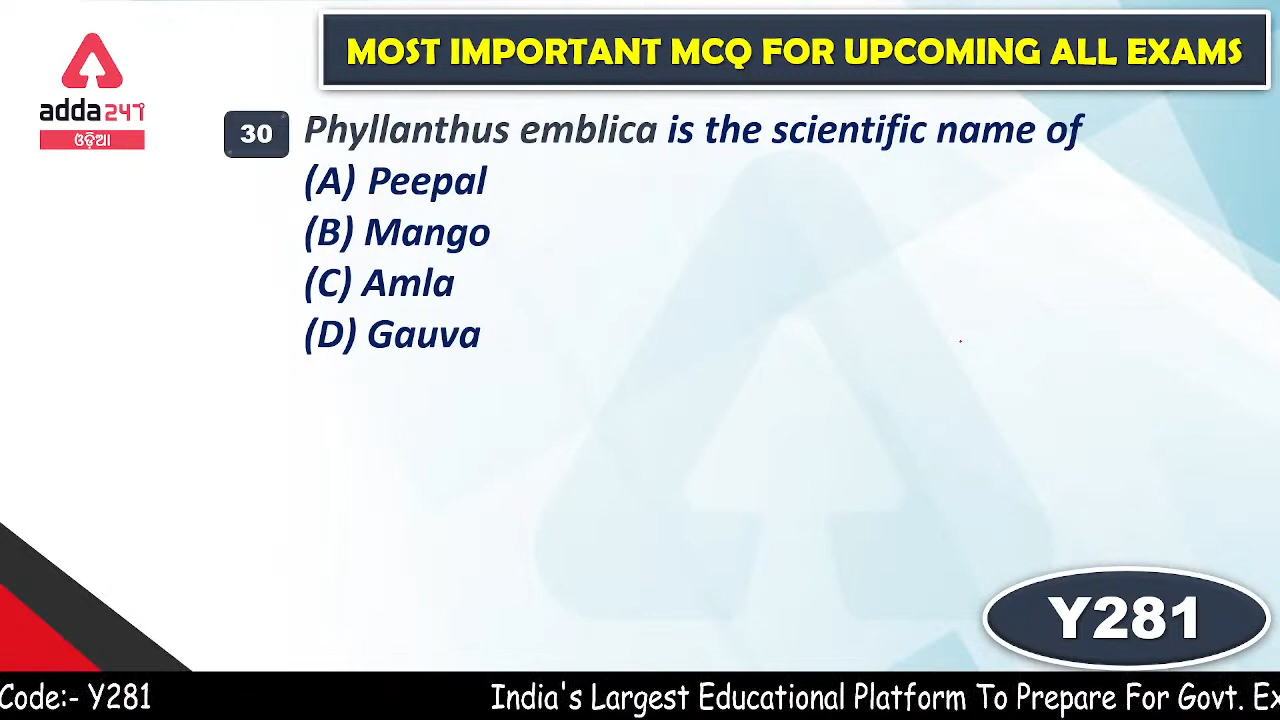 MOST IMPORTANT MCQ FOR UPCOMING ALL EXAMS
adda247
ଓଡ଼ିଆ
30 Phyllanthus emblica is the scientific name of
(A) Peepal
(B) Mango
(C) Amla
(D) Gauva
Y281
Code:- Y281 India's Largest Educational Platform To Prepare For Govt. Ex